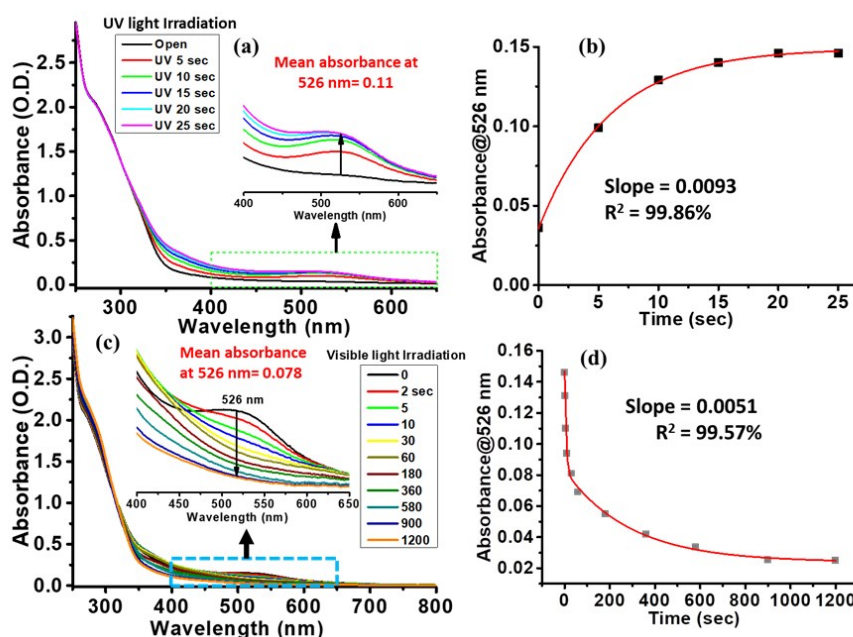 UV light Irradiation
Open
UV 5 sec
UV 10 sec
UV 15 sec
UV 20 sec
UV 25 sec
(a)
Mean absorbance at
526 nm= 0.11
400 500 600
Wavelength (nm)
Absorbance (O.D.)
3.0
2.5
2.0
1.5
1.0
0.5
0.0
300 400 500 600
Wavelength (nm)
(b)
Absorbance@526 nm
0.15
0.10
0.05
0.00
Slope = 0.0093
R² = 99.86%
0 5 10 15 20 25
Time (sec)
(c)
Mean absorbance
at 526 nm= 0.078
526 nm
400 450 500 550 600 650
Wavelength (nm)
Visible light Irradiation
0
2 sec
5
10
30
60
180
360
580
900
1200
Absorbance (O.D.)
3.0
2.5
2.0
1.5
1.0
0.5
0.0
300 400 500 600 700 800
Wavelength (nm)
(d)
Absorbance@526 nm
0.16
0.14
0.12
0.10
0.08
0.06
0.04
0.02
Slope = 0.0051
R² = 99.57%
0 200 400 600 800 1000 1200
Time (sec)